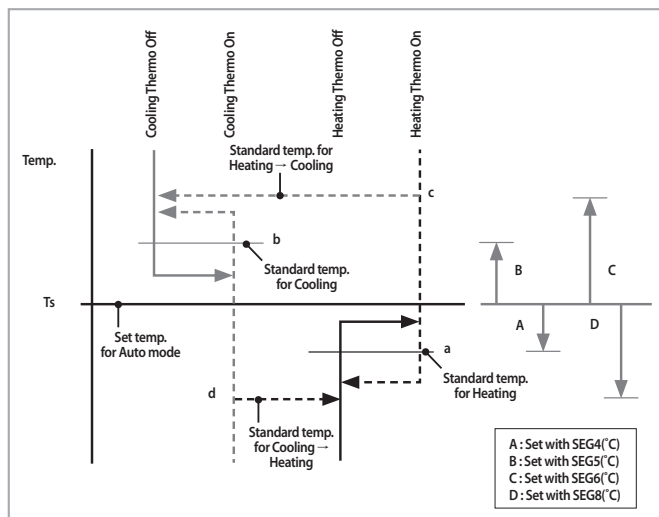 Cooling Thermo Off
Cooling Thermo On
Heating Thermo Off
Heating Thermo On
Temp.
Standard temp. for
Heating → Cooling
c
b
Standard temp.
for Cooling
B
C
Ts
Set temp.
for Auto mode
A
D
a
Standard temp.
for Heating
d
Standard temp.
for Cooling →
Heating
A : Set with SEG4(˚C)
B : Set with SEG5(˚C)
C : Set with SEG6(˚C)
D : Set with SEG8(˚C)